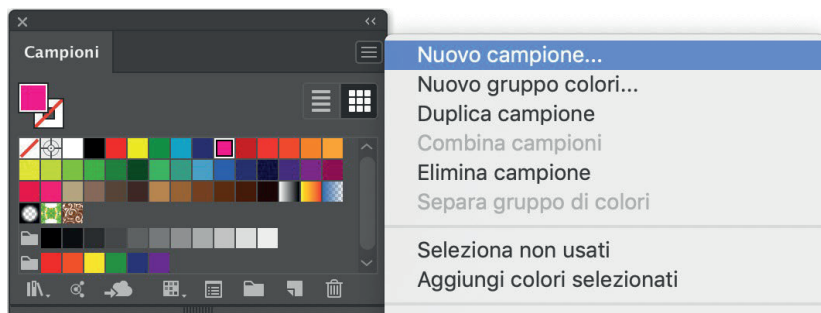 Campioni
Nuovo campione...
Nuovo gruppo colori...
Duplica campione
Combina campioni
Elimina campione
Separa gruppo di colori
Seleziona non usati
Aggiungi colori selezionati